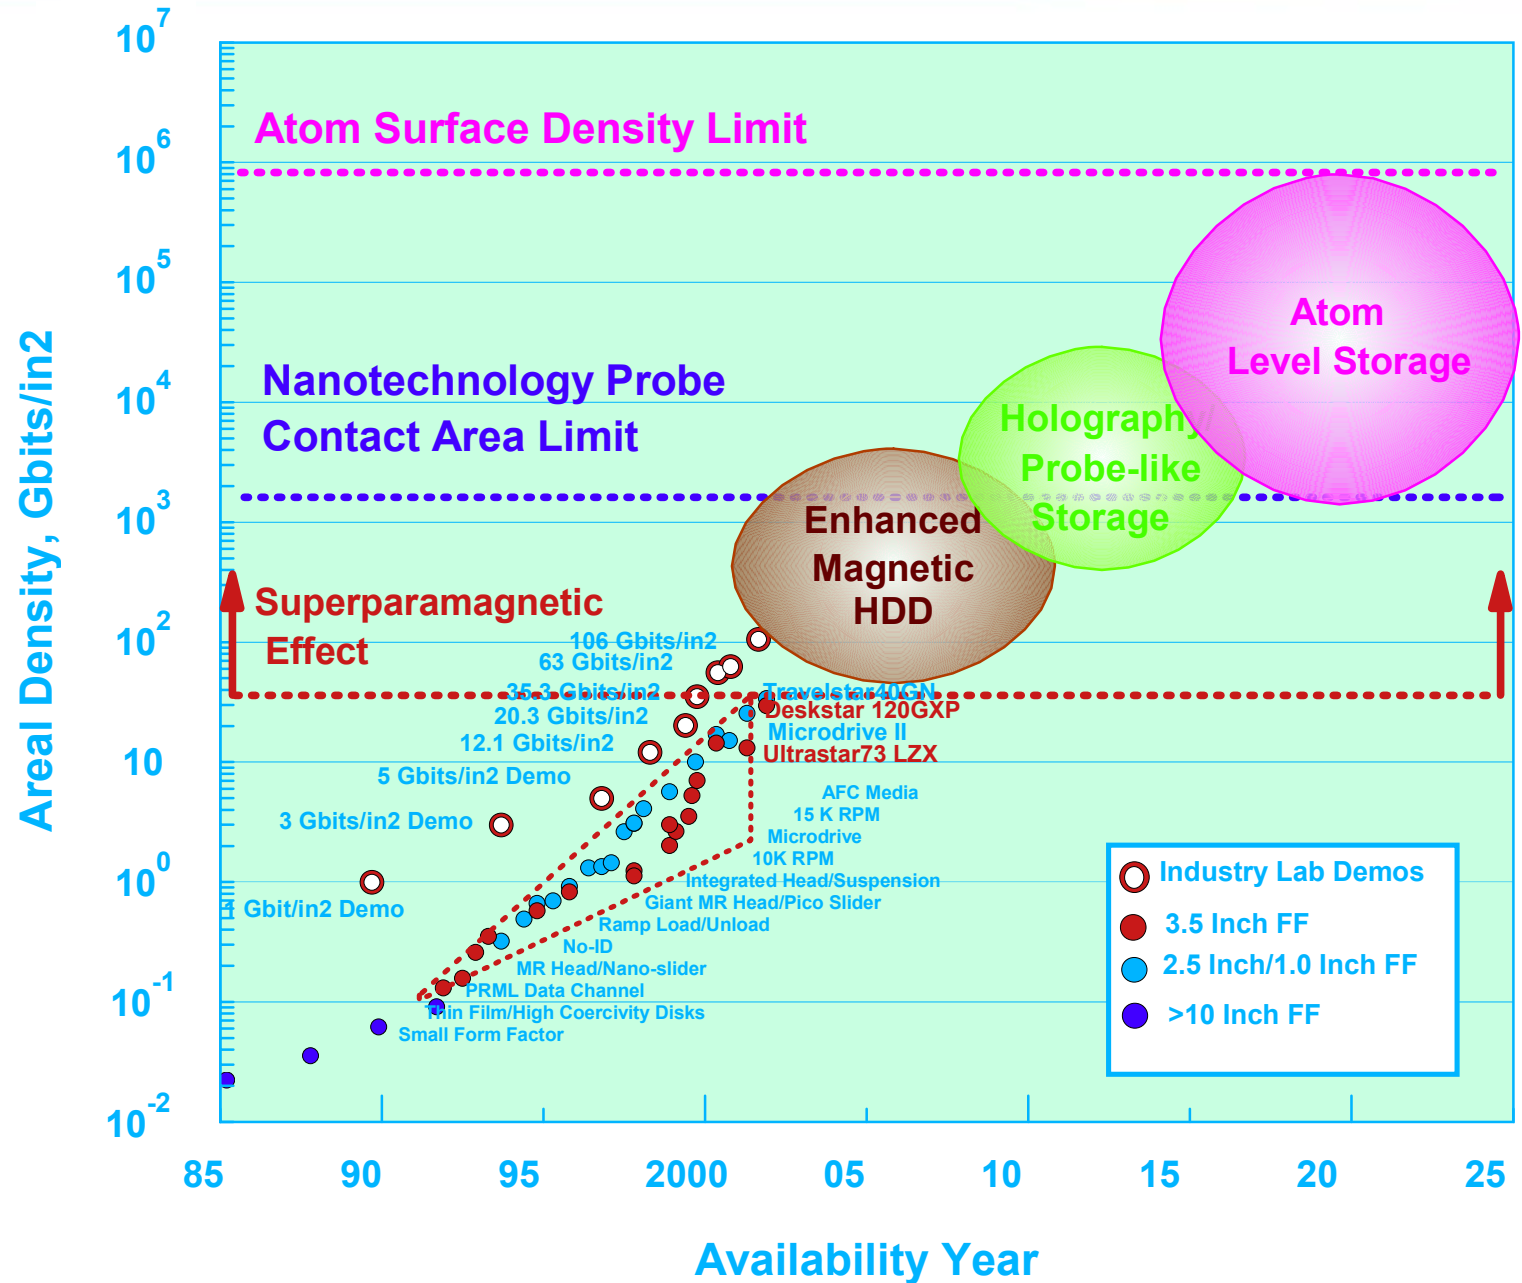 10^7
Atom Surface Density Limit
10^6
10^5
Atom
Level Storage
Nanotechnology Probe
Contact Area Limit
10^4
Holography/
Probe-like
Storage
10^3
Enhanced
Magnetic
HDD
Superparamagnetic
Effect
10^2
106 Gbits/in2
63 Gbits/in2
35.3 Gbits/in2
Travelstar40GN
20.3 Gbits/in2
Deskstar 120GXP
12.1 Gbits/in2
Microdrive II
Ultrastar73 LZX
10
5 Gbits/in2 Demo
3 Gbits/in2 Demo
AFC Media
15 K RPM
Microdrive
10K RPM
10^0
Integrated Head/Suspension
1 Gbit/in2 Demo
Giant MR Head/Pico Slider
Ramp Load/Unload
No-ID
MR Head/Nano-slider
PRML Data Channel
10^-1
Thin Film/High Coercivity Disks
Small Form Factor
10^-2
Industry Lab Demos
3.5 Inch FF
2.5 Inch/1.0 Inch FF
>10 Inch FF
Areal Density, Gbits/in2
85 90 95 2000 05 10 15 20 25
Availability Year